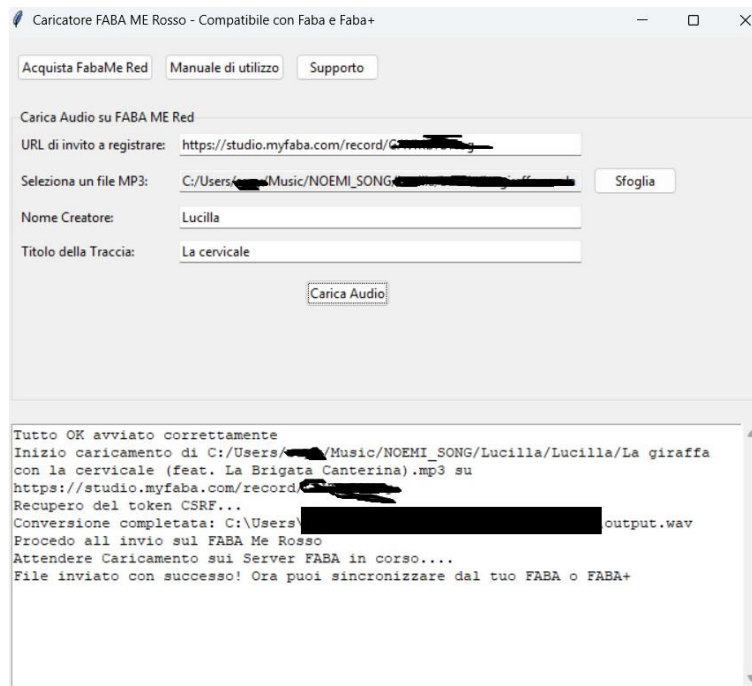 Caricatore FABA ME Rosso - Compatibile con Faba e Faba+
Acquista FabaMe Red Manuale di utilizzo Supporto
Carica Audio su FABA ME Red
URL di invito a registrare: https://studio.myfaba.com/record/
Seleziona un file MP3: C:/Users/ /Music/NOEMI_SONG/ Sfoglia
Nome Creatore: Lucilla
Titolo della Traccia: La cervicale
Carica Audio
Tutto OK avviato correttamente
Inizio caricamento di C:/Users/ /Music/NOEMI_SONG/Lucilla/Lucilla/La giraffa
con la cervicale (feat. La Brigata Canterina).mp3 su
https://studio.myfaba.com/record/
Recupero del token CSRF...
Conversione completata: C:\Users\ output.wav
Procedo all invio sul FABA Me Rosso
Attendere Caricamento sui Server FABA in corso....
File inviato con successo! Ora puoi sincronizzare dal tuo FABA o FABA+